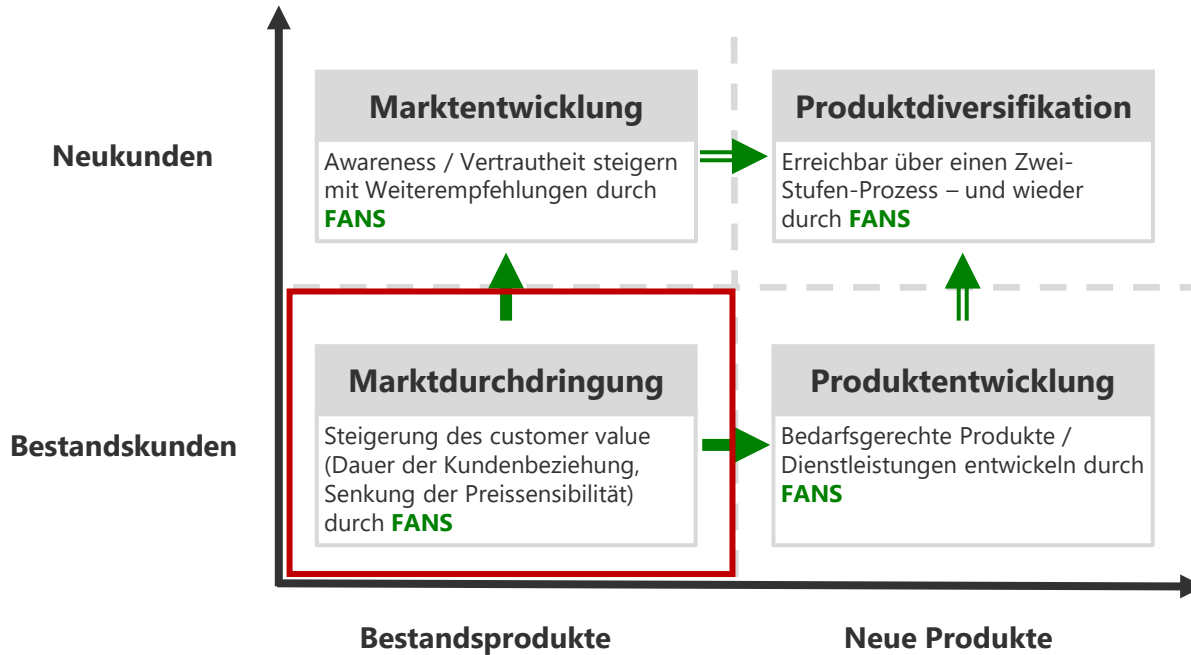 Neukunden
Marktentwicklung
Awareness / Vertrautheit steigern
mit Weiterempfehlungen durch
FANS
Produktdiversifikation
Erreichbar über einen Zwei-
Stufen-Prozess – und wieder
durch FANS
Bestandskunden
Marktdurchdringung
Steigerung des customer value
(Dauer der Kundenbeziehung,
Senkung der Preissensibilität)
durch FANS
Produktentwicklung
Bedarfsgerechte Produkte /
Dienstleistungen entwickeln durch
FANS
Bestandsprodukte
Neue Produkte